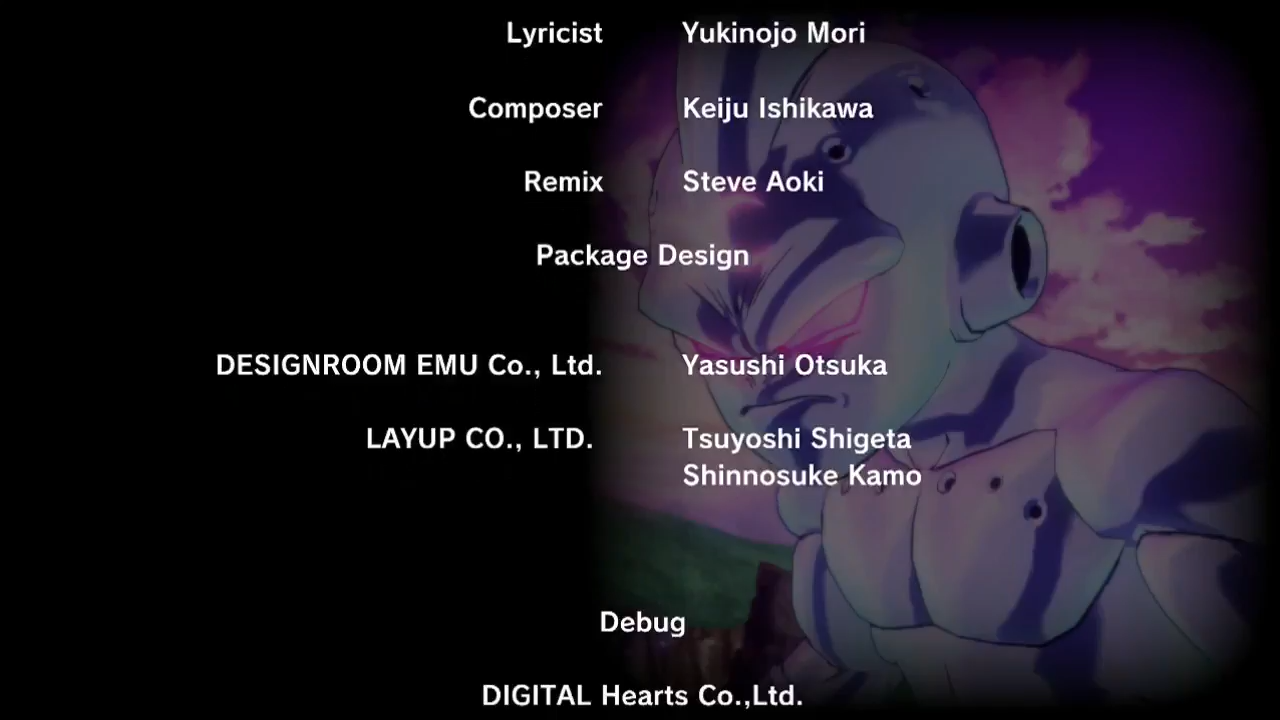 Lyricist Yukinojo Mori
Composer Keiju Ishikawa
Remix Steve Aoki
Package Design
DESIGNROOM EMU Co., Ltd. Yasushi Otsuka
LAYUP CO., LTD. Tsuyoshi Shigeta
Shinnosuke Kamo
Debug
DIGITAL Hearts Co.,Ltd.